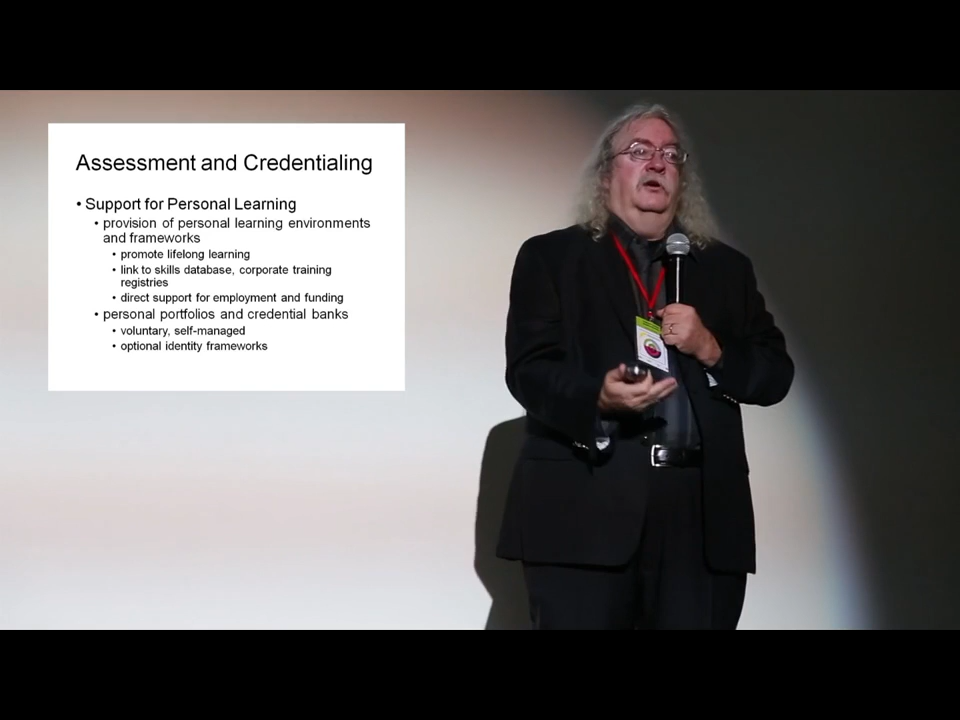 Assessment and Credentialing
• Support for Personal Learning
• provision of personal learning environments
and frameworks
• promote lifelong learning
• link to skills database, corporate training
registries
• direct support for employment and funding
• personal portfolios and credential banks
• voluntary, self-managed
• optional identity frameworks